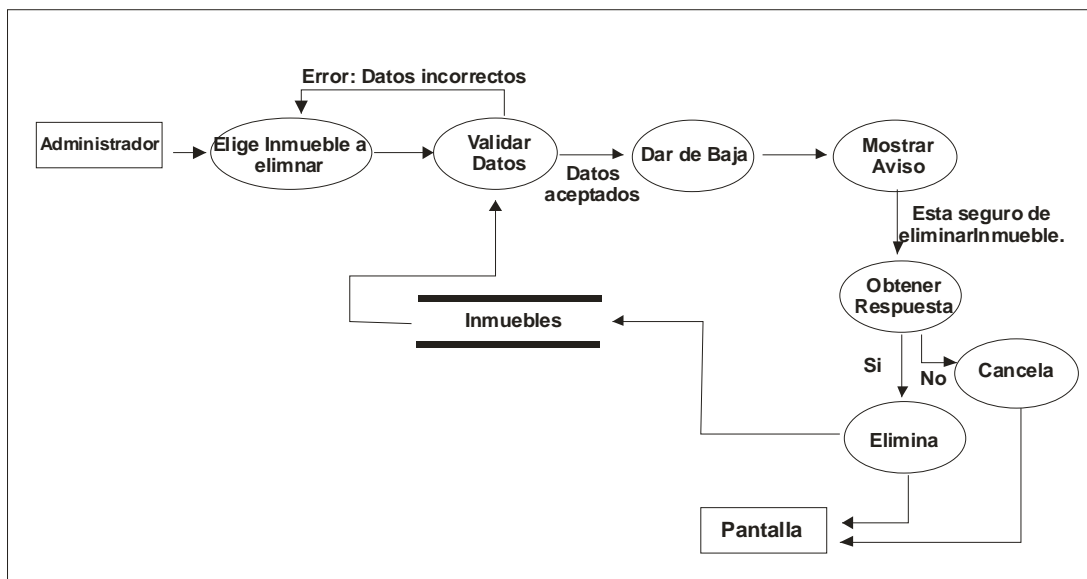 Error: Datos incorrectos
Administrador
Elige Inmueble a
elimnar
Validar
Datos
Datos
aceptados
Dar de Baja
Mostrar
Aviso
Esta seguro de
eliminarInmueble.
Obtener
Respuesta
Inmuebles
Si
No
Cancela
Elimina
Pantalla